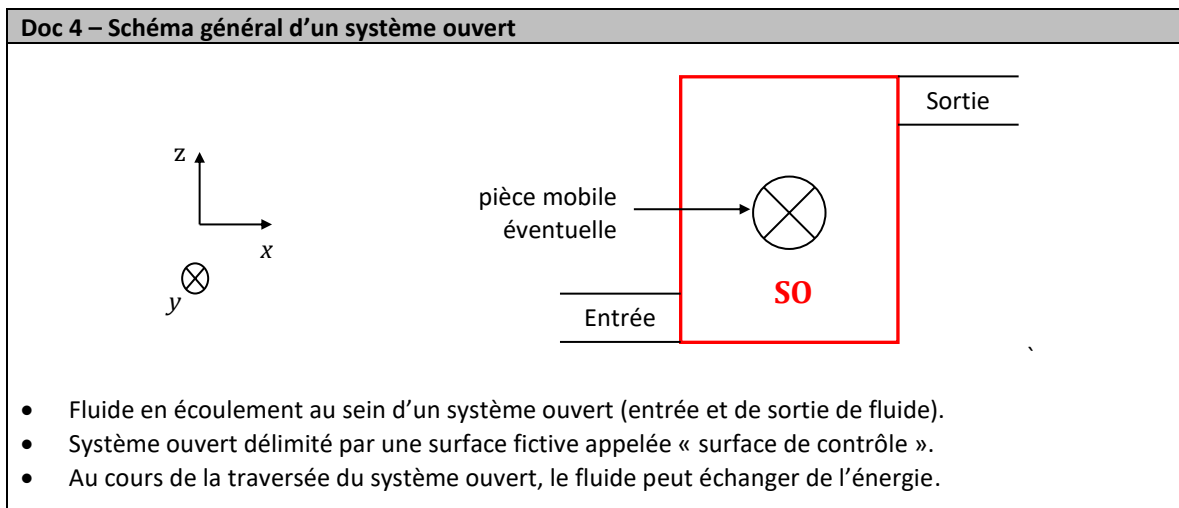 Doc 4 – Schéma général d’un système ouvert
Sortie
z
pièce mobile
éventuelle
x
y
SO
Entrée
`
• Fluide en écoulement au sein d’un système ouvert (entrée et de sortie de fluide).
• Système ouvert délimité par une surface fictive appelée « surface de contrôle ».
• Au cours de la traversée du système ouvert, le fluide peut échanger de l’énergie.